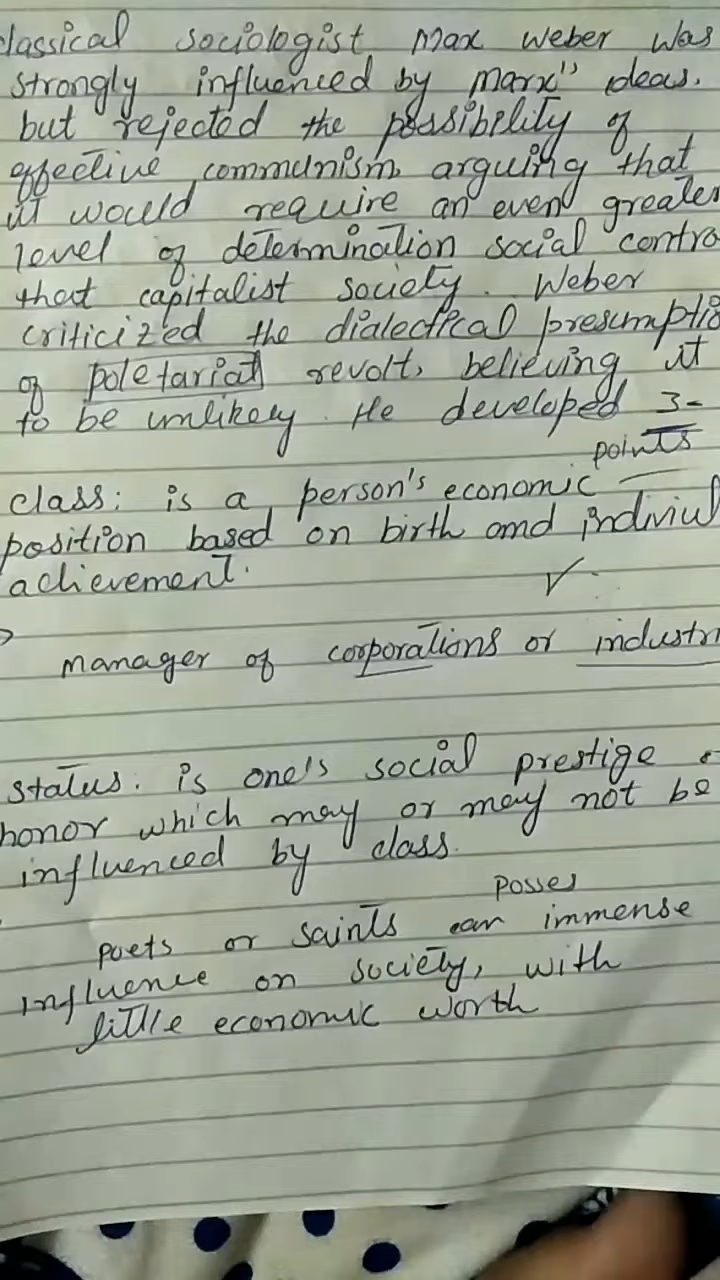 classical sociologist Max Weber was
strongly influenced by Marx's ideas.
but rejected the possibility of
effective communism, arguing that
it would require an even greater
level of determination social contro
that capitalist society. Weber
criticized the dialectical presumptio
of poletariat revolt, believing it
to be unlikely. He developed 3-
points
class: is a person's economic
position based on birth and indiviul
achievement.
manager of corporations or industri
status: is one's social prestige or
honor which may or may not be
influenced by class.
posses
poets or saints can immense
influence on society, with
little economic worth